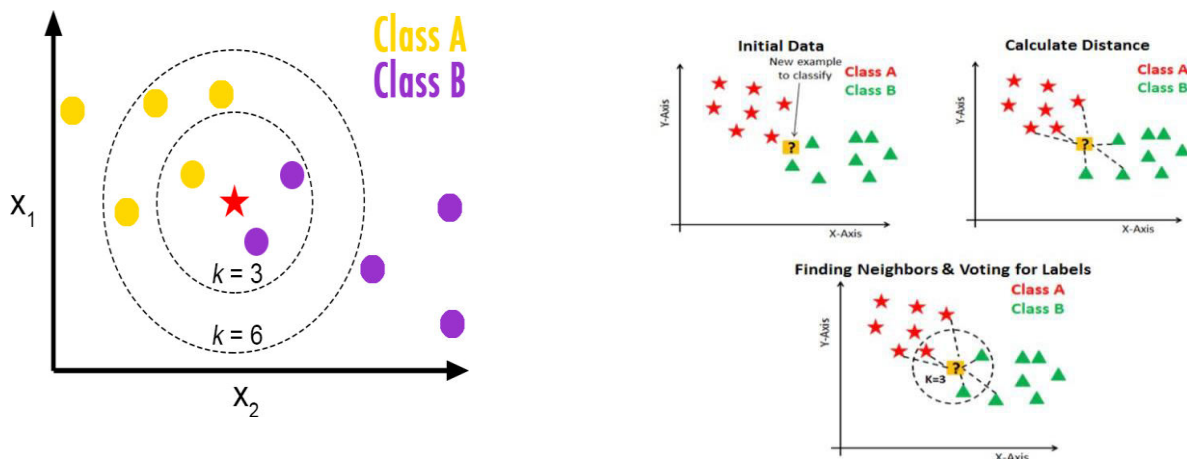 Class A
Class B
k = 3
k = 6
X1
X2
Initial Data
New example
to classify
Class A
Class B
?
Y-Axis
X-Axis
Calculate Distance
Class A
Class B
?
Y-Axis
X-Axis
Finding Neighbors & Voting for Labels
Class A
Class B
?
K=3
Y-Axis
X-Axis